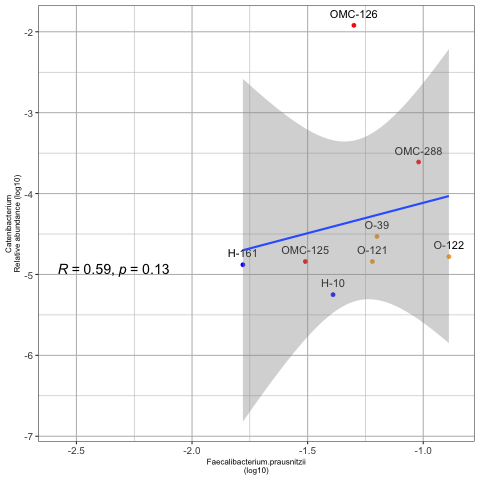 OMC-126
-2
-3
OMC-288
-4
O-39
H-161
OMC-125
O-121
O-122
R = 0.59, p = 0.13
-5
H-10
-6
-7
-2.5
-2.0
-1.5
-1.0
Faecalibacterium.prausnitzii
(log10)
Catenibacterium
Relative abundance (log10)